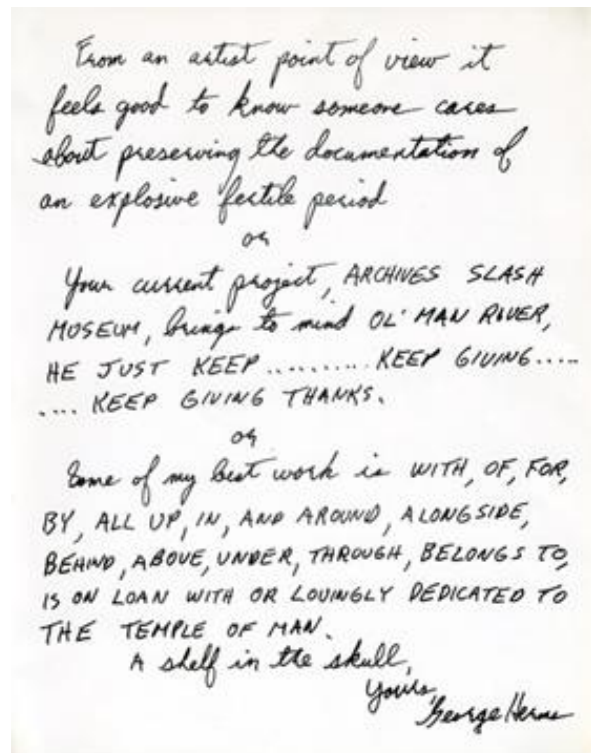 From an artist point of view it
feels good to know someone cares
about preserving the documentation of
an explosive fertile period
or
Your current project, ARCHIVES SLASH
MUSEUM, brings to mind OL' MAN RIVER,
HE JUST KEEP ......... KEEP GIVING.....
.... KEEP GIVING THANKS.
or
Some of my best work is WITH, OF, FOR,
BY, ALL UP, IN, AND AROUND, ALONGSIDE,
BEHIND, ABOVE, UNDER, THROUGH, BELONGS TO,
IS ON LOAN WITH OR LOVINGLY DEDICATED TO
THE TEMPLE OF MAN.
A shelf in the skull,
Yours,
George Herms